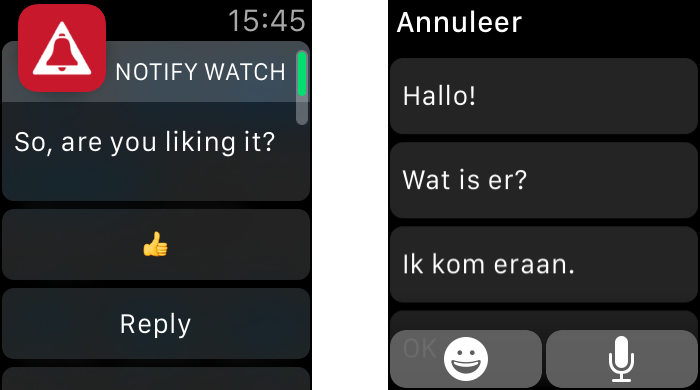 15:45
NOTIFY WATCH
So, are you liking it?
👍
Reply
Annuleer
Hallo!
Wat is er?
Ik kom eraan.
OK